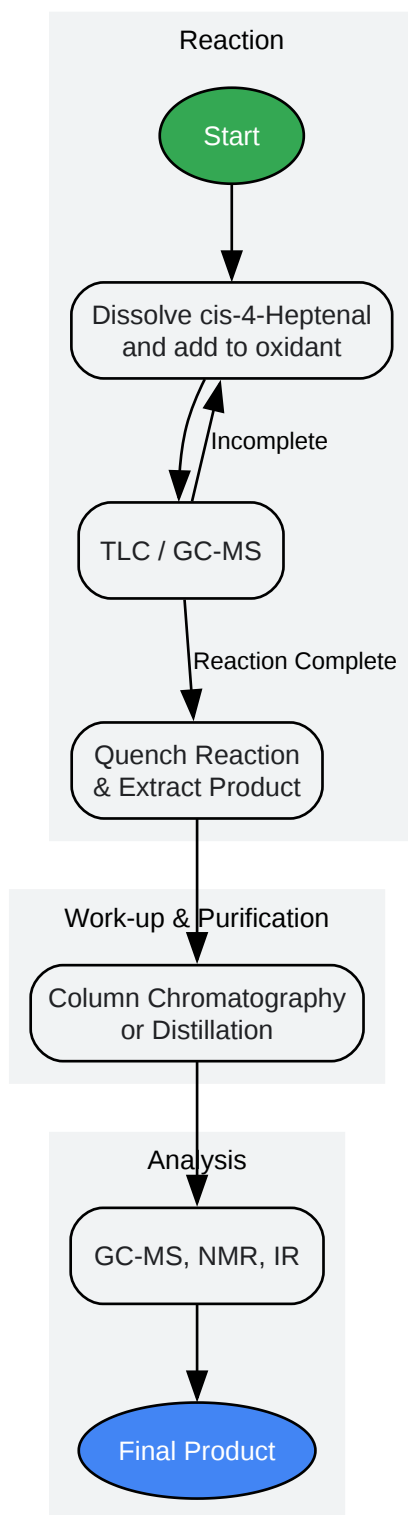 Reaction
Start
Dissolve cis-4-Heptenal
and add to oxidant
Incomplete
TLC / GC-MS
Reaction Complete
Quench Reaction
& Extract Product
Work-up & Purification
Column Chromatography
or Distillation
Analysis
GC-MS, NMR, IR
Final Product